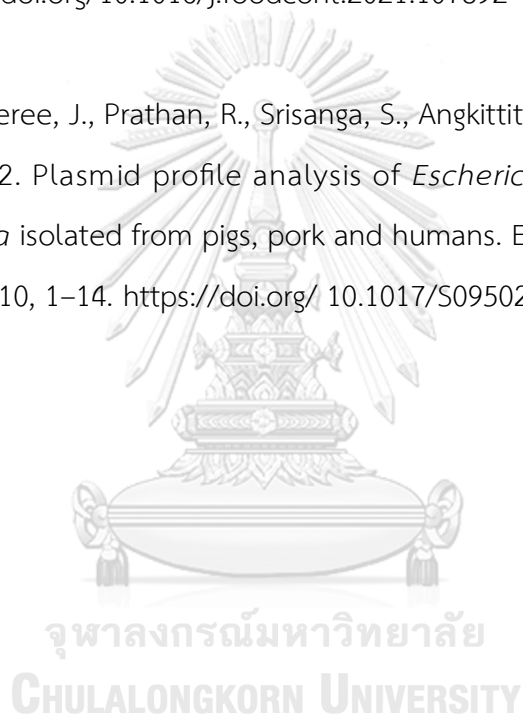 doi.org/10.1016/j.foodcont.2021.107892
eree, J., Prathan, R., Srisanga, S., Angkittit
2. Plasmid profile analysis of Escheric
a isolated from pigs, pork and humans. E
10, 1–14. https://doi.org/ 10.1017/S09502
จุฬาลงกรณ์มหาวิทยาลัย
CHULALONGKORN UNIVERSITY